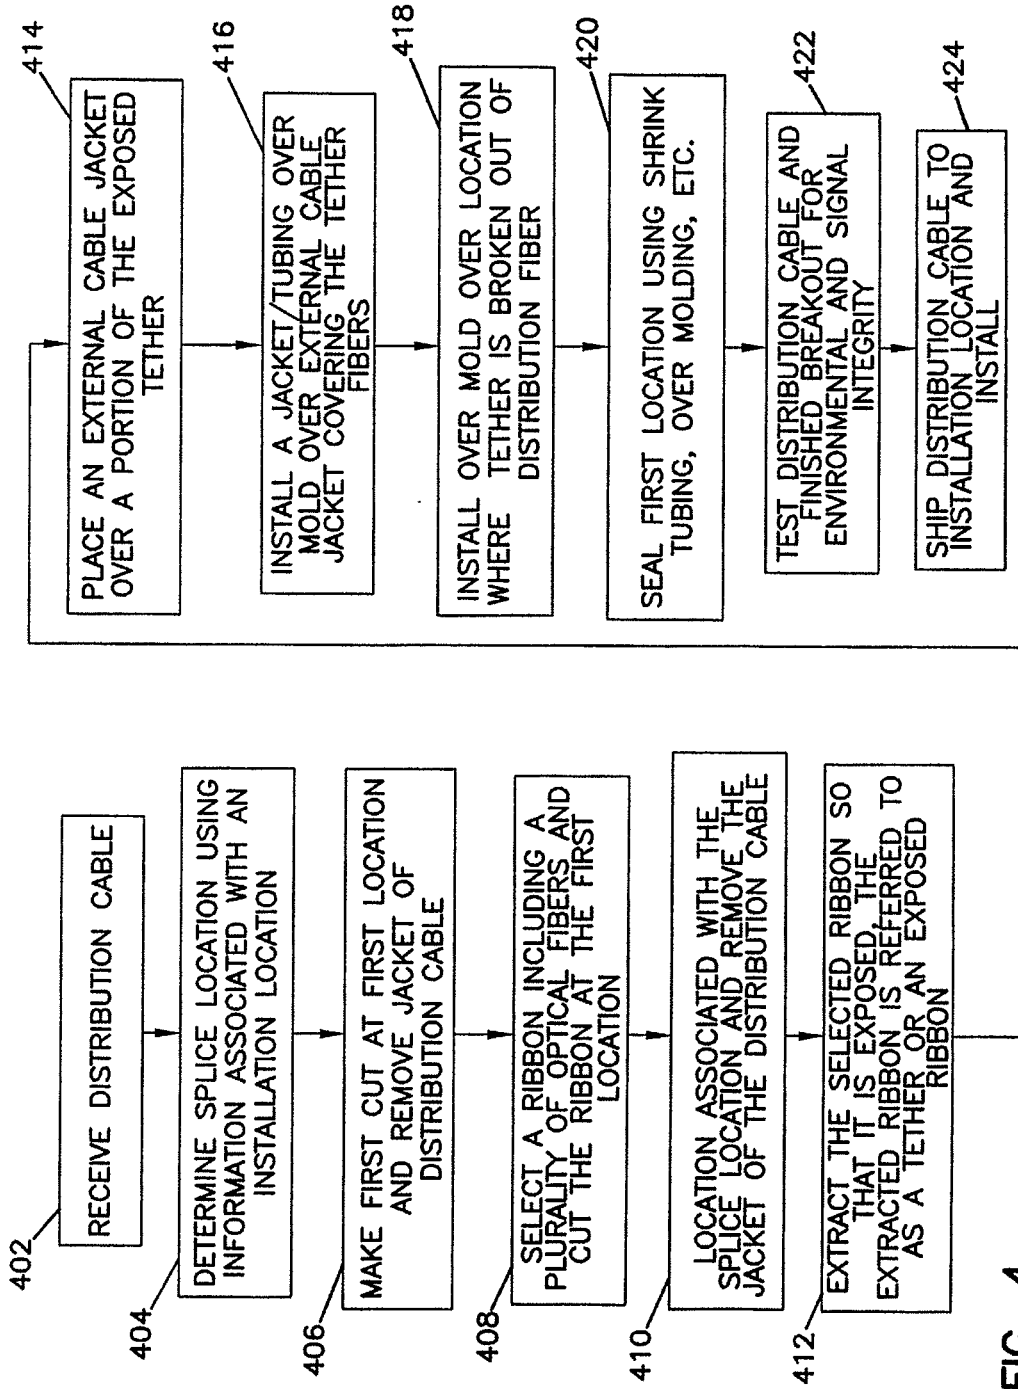 402
RECEIVE DISTRIBUTION CABLE
404
DETERMINE SPLICE LOCATION USING
INFORMATION ASSOCIATED WITH AN
INSTALLATION LOCATION
406
MAKE FIRST CUT AT FIRST LOCATION
AND REMOVE JACKET OF
DISTRIBUTION CABLE
408
SELECT A RIBBON INCLUDING A
PLURALITY OF OPTICAL FIBERS AND
CUT THE RIBBON AT THE FIRST
LOCATION
410
LOCATION ASSOCIATED WITH THE
SPLICE LOCATION AND REMOVE THE
JACKET OF THE DISTRIBUTION CABLE
412
EXTRACT THE SELECTED RIBBON SO
THAT IT IS EXPOSED, THE
EXTRACTED RIBBON IS REFERRED TO
AS A TETHER OR AN EXPOSED
RIBBON
414
PLACE AN EXTERNAL CABLE JACKET
OVER A PORTION OF THE EXPOSED
TETHER
416
INSTALL A JACKET/TUBING OVER
MOLD OVER EXTERNAL CABLE
JACKET COVERING THE TETHER
FIBERS
418
INSTALL OVER MOLD OVER LOCATION
WHERE TETHER IS BROKEN OUT OF
DISTRIBUTION FIBER
420
SEAL FIRST LOCATION USING SHRINK
TUBING, OVER MOLDING, ETC.
422
TEST DISTRIBUTION CABLE AND
FINISHED BREAKOUT FOR
ENVIRONMENTAL AND SIGNAL
INTEGRITY
424
SHIP DISTRIBUTION CABLE TO
INSTALLATION LOCATION AND
INSTALL
FIG. 4